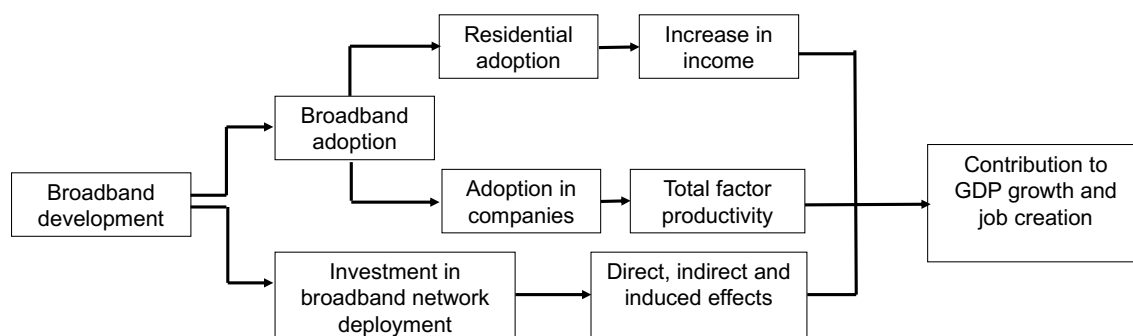 Residential
adoption
Increase in
income
Broadband
adoption
Broadband
development
Adoption in
companies
Total factor
productivity
Contribution to
GDP growth and
job creation
Investment in
broadband network
deployment
Direct, indirect and
induced effects